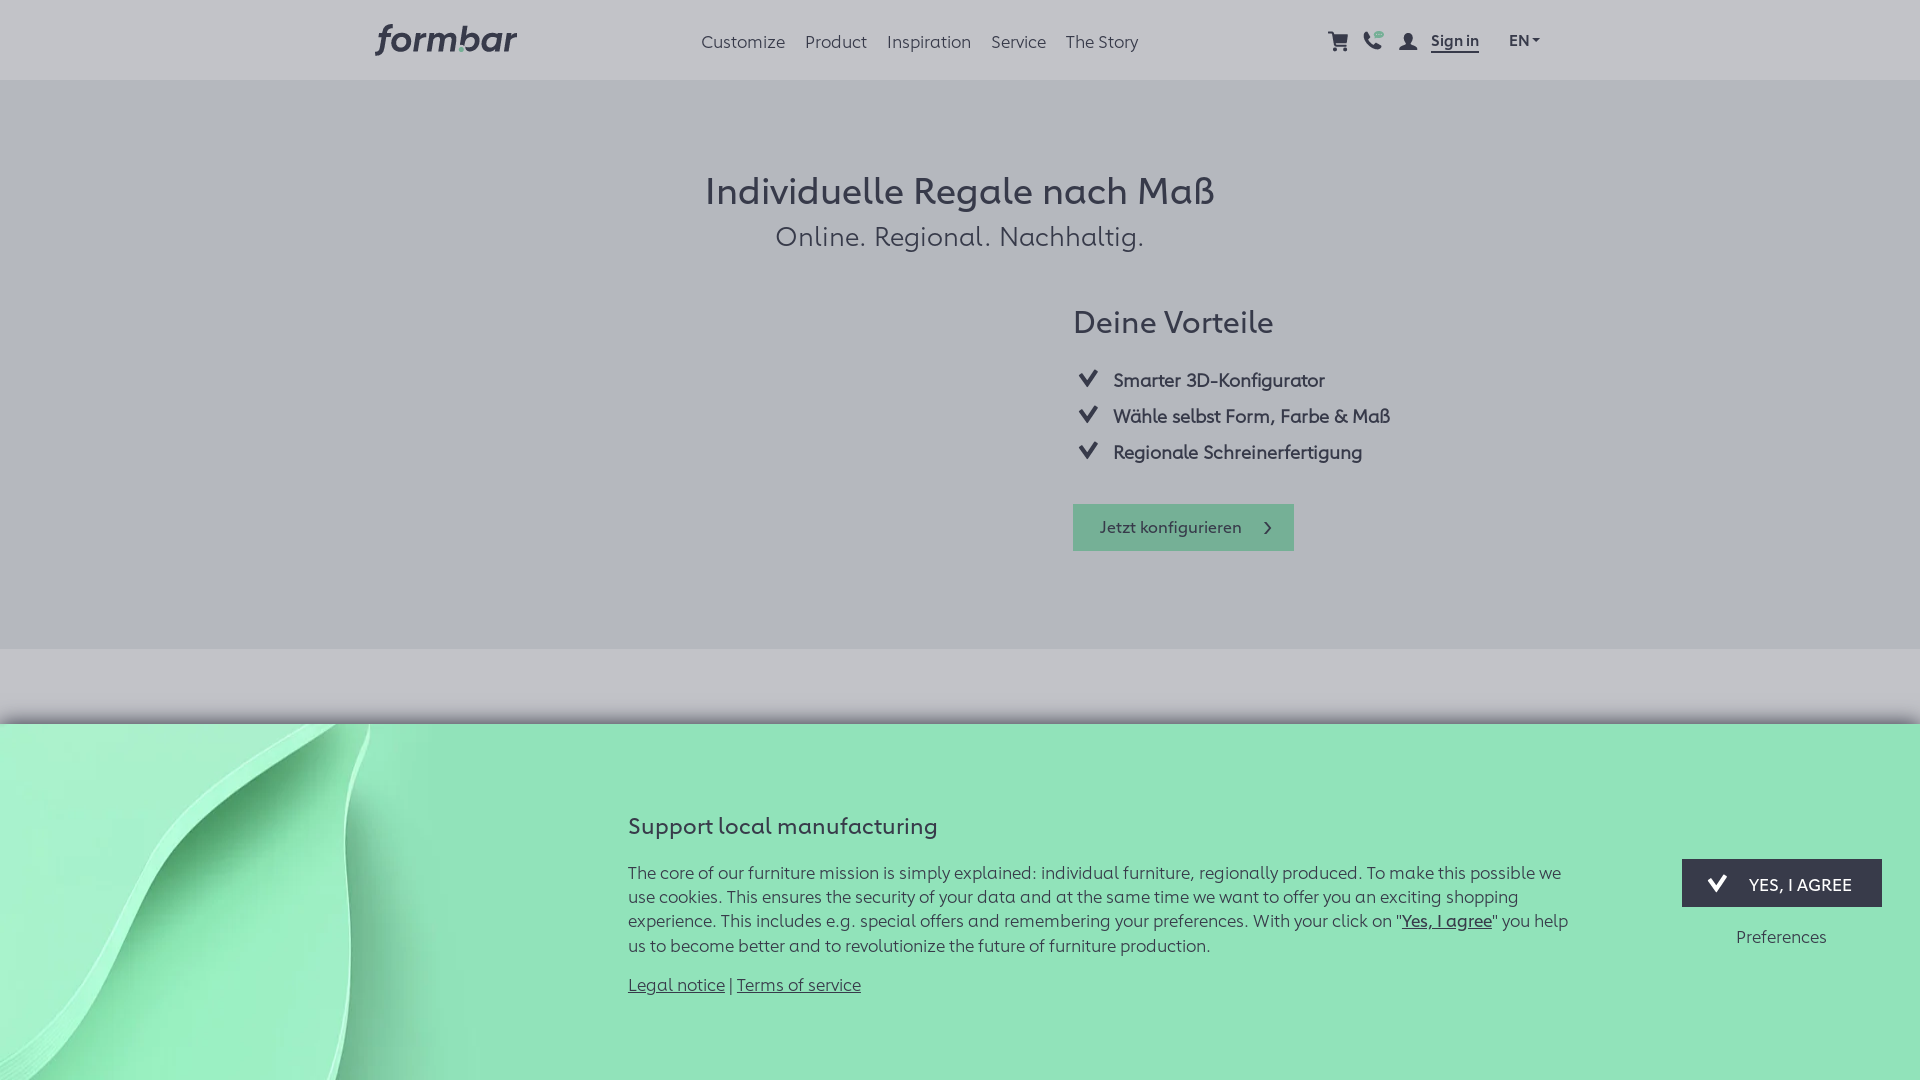 formbar
Customize Product Inspiration Service The Story
Sign in EN
Individuelle Regale nach Maß
Online. Regional. Nachhaltig.
Deine Vorteile
Smarter 3D-Konfigurator
Wähle selbst Form, Farbe & Maß
Regionale Schreinerfertigung
Jetzt konfigurieren
Support local manufacturing
The core of our furniture mission is simply explained: individual furniture, regionally produced. To make this possible we
use cookies. This ensures the security of your data and at the same time we want to offer you an exciting shopping
experience. This includes e.g. special offers and remembering your preferences. With your click on "Yes, I agree" you help
us to become better and to revolutionize the future of furniture production.
Legal notice | Terms of service
YES, I AGREE
Preferences